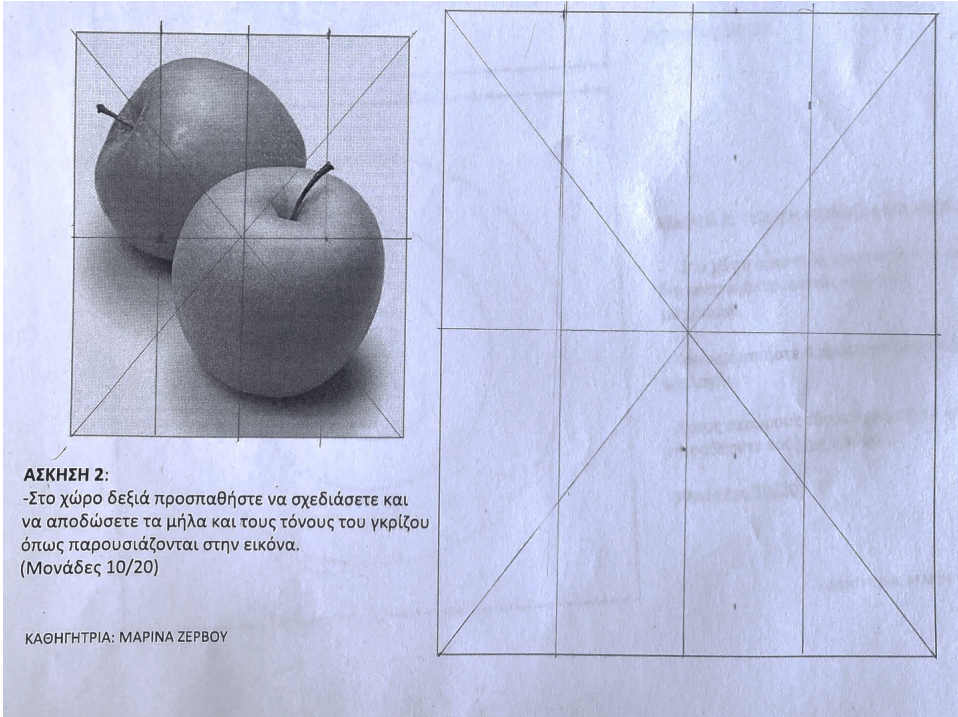 ΑΣΚΗΣΗ 2:
-Στο χώρο δεξιά προσπαθήστε να σχεδιάσετε και
να αποδώσετε τα μήλα και τους τόνους του γκρίζου
όπως παρουσιάζονται στην εικόνα.
(Μονάδες 10/20)
ΚΑΘΗΓΗΤΡΙΑ: ΜΑΡΙΝΑ ΖΕΡΒΟΥ